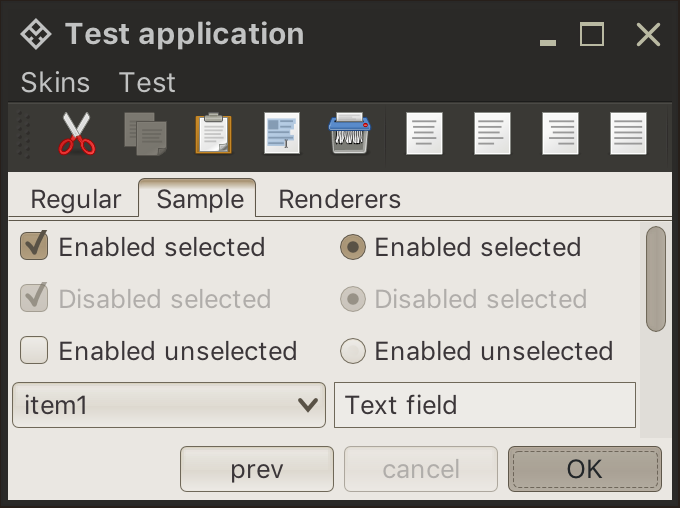 Test application
Skins Test
Regular Sample Renderers
Enabled selected Enabled selected
Disabled selected Disabled selected
Enabled unselected Enabled unselected
item1 Text field
prev cancel OK